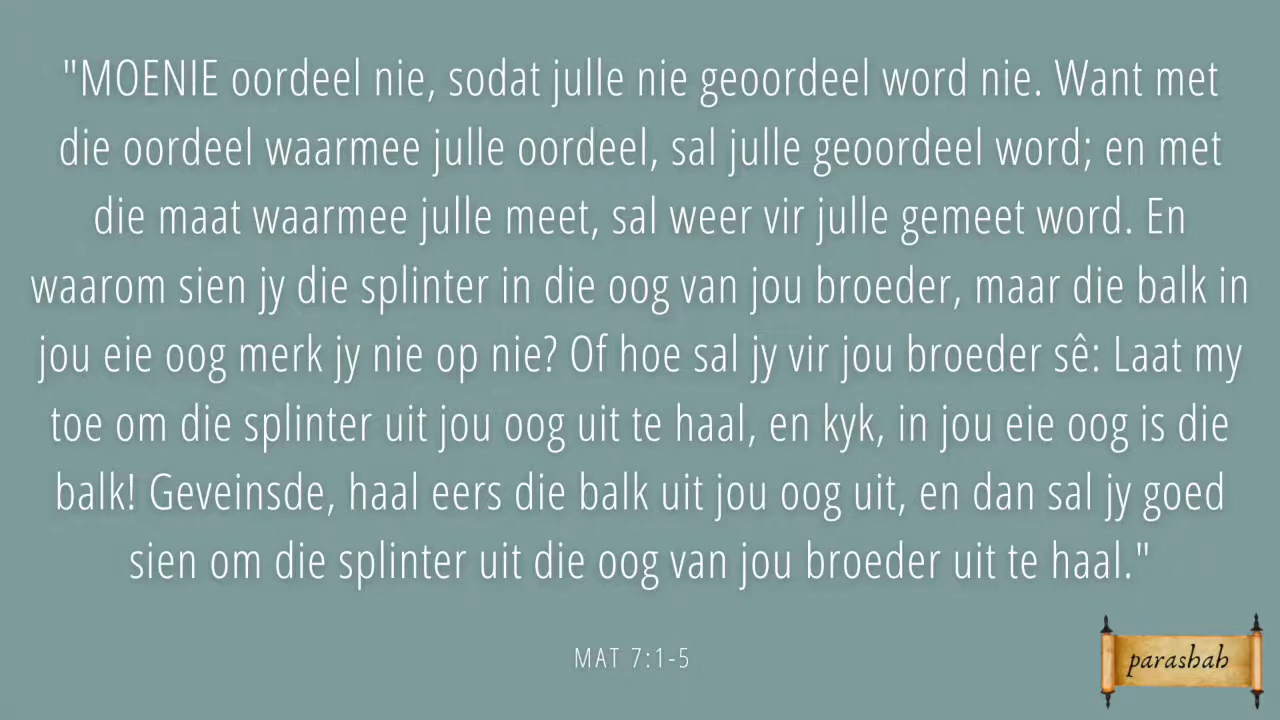 "MOENIE oordeel nie, sodat julle nie geoordeel word nie. Want met
die oordeel waarmee julle oordeel, sal julle geoordeel word; en met
die maat waarmee julle meet, sal weer vir julle gemeet word. En
waarom sien jy die splinter in die oog van jou broeder, maar die balk in
jou eie oog merk jy nie op nie? Of hoe sal jy vir jou broeder sê: Laat my
toe om die splinter uit jou oog uit te haal, en kyk, in jou eie oog is die
balk! Geveinsde, haal eers die balk uit jou oog uit, en dan sal jy goed
sien om die splinter uit die oog van jou broeder uit te haal."
MAT 7:1-5
parashah